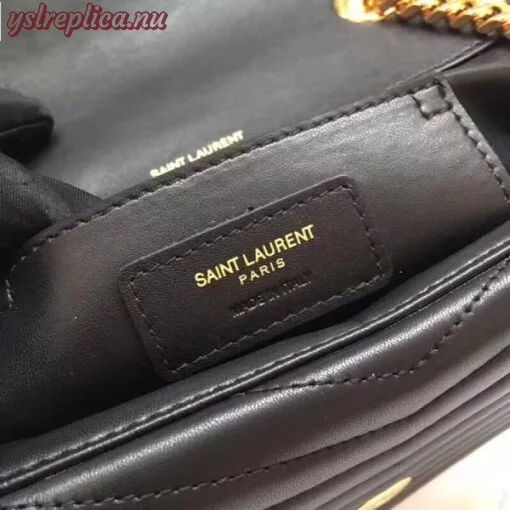 yslreplica.nu
SAINT LAURENT
SAINT LAURENT
PARIS
MADE IN ITALY